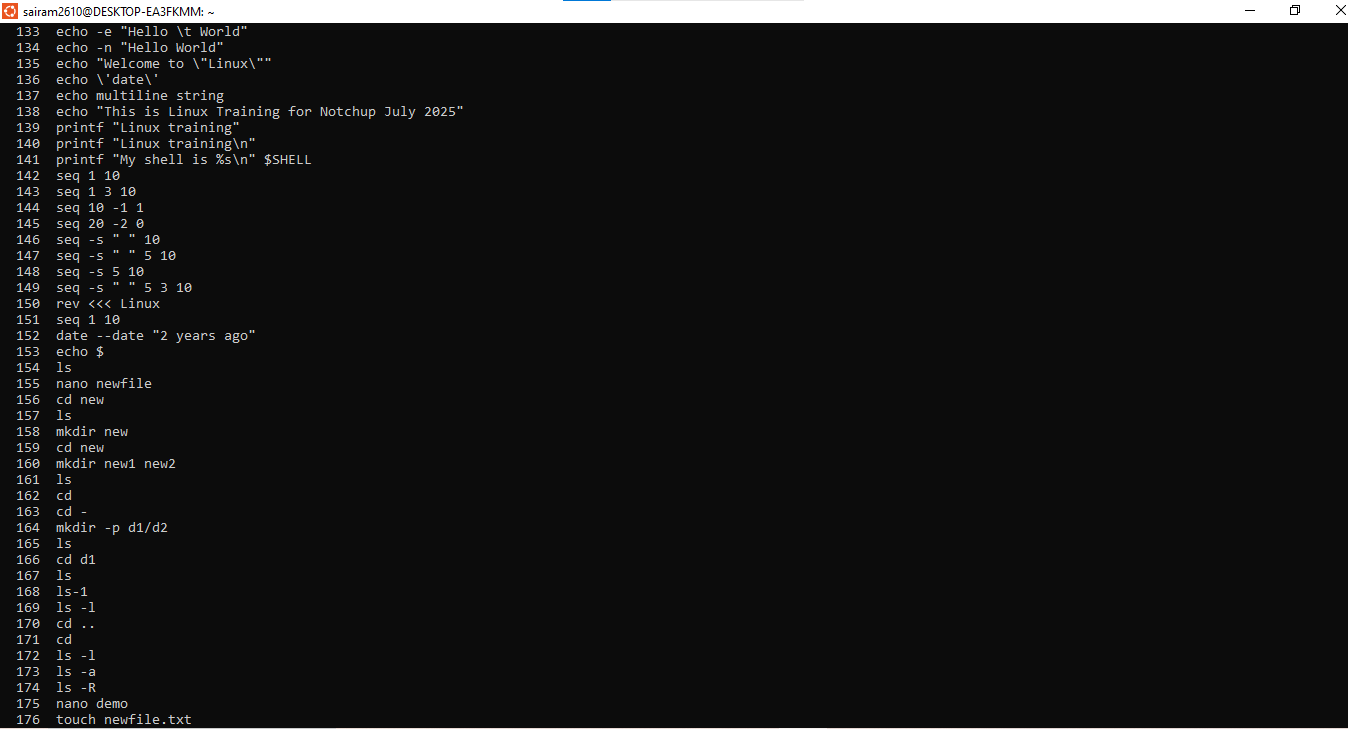 sairam2610@DESKTOP-EA3FKMM: ~
133 echo -e "Hello \t World"
134 echo -n "Hello World"
135 echo "Welcome to \"Linux\""
136 echo \'date\'
137 echo multiline string
138 echo "This is Linux Training for Notchup July 2025"
139 printf "Linux training"
140 printf "Linux training\n"
141 printf "My shell is %s\n" $SHELL
142 seq 1 10
143 seq 1 3 10
144 seq 10 -1 1
145 seq 20 -2 0
146 seq -s " " 10
147 seq -s " " 5 10
148 seq -s 5 10
149 seq -s " " 5 3 10
150 rev <<< Linux
151 seq 1 10
152 date --date "2 years ago"
153 echo $
154 ls
155 nano newfile
156 cd new
157 ls
158 mkdir new
159 cd new
160 mkdir new1 new2
161 ls
162 cd
163 cd -
164 mkdir -p d1/d2
165 ls
166 cd d1
167 ls
168 ls-1
169 ls -l
170 cd ..
171 cd
172 ls -l
173 ls -a
174 ls -R
175 nano demo
176 touch newfile.txt